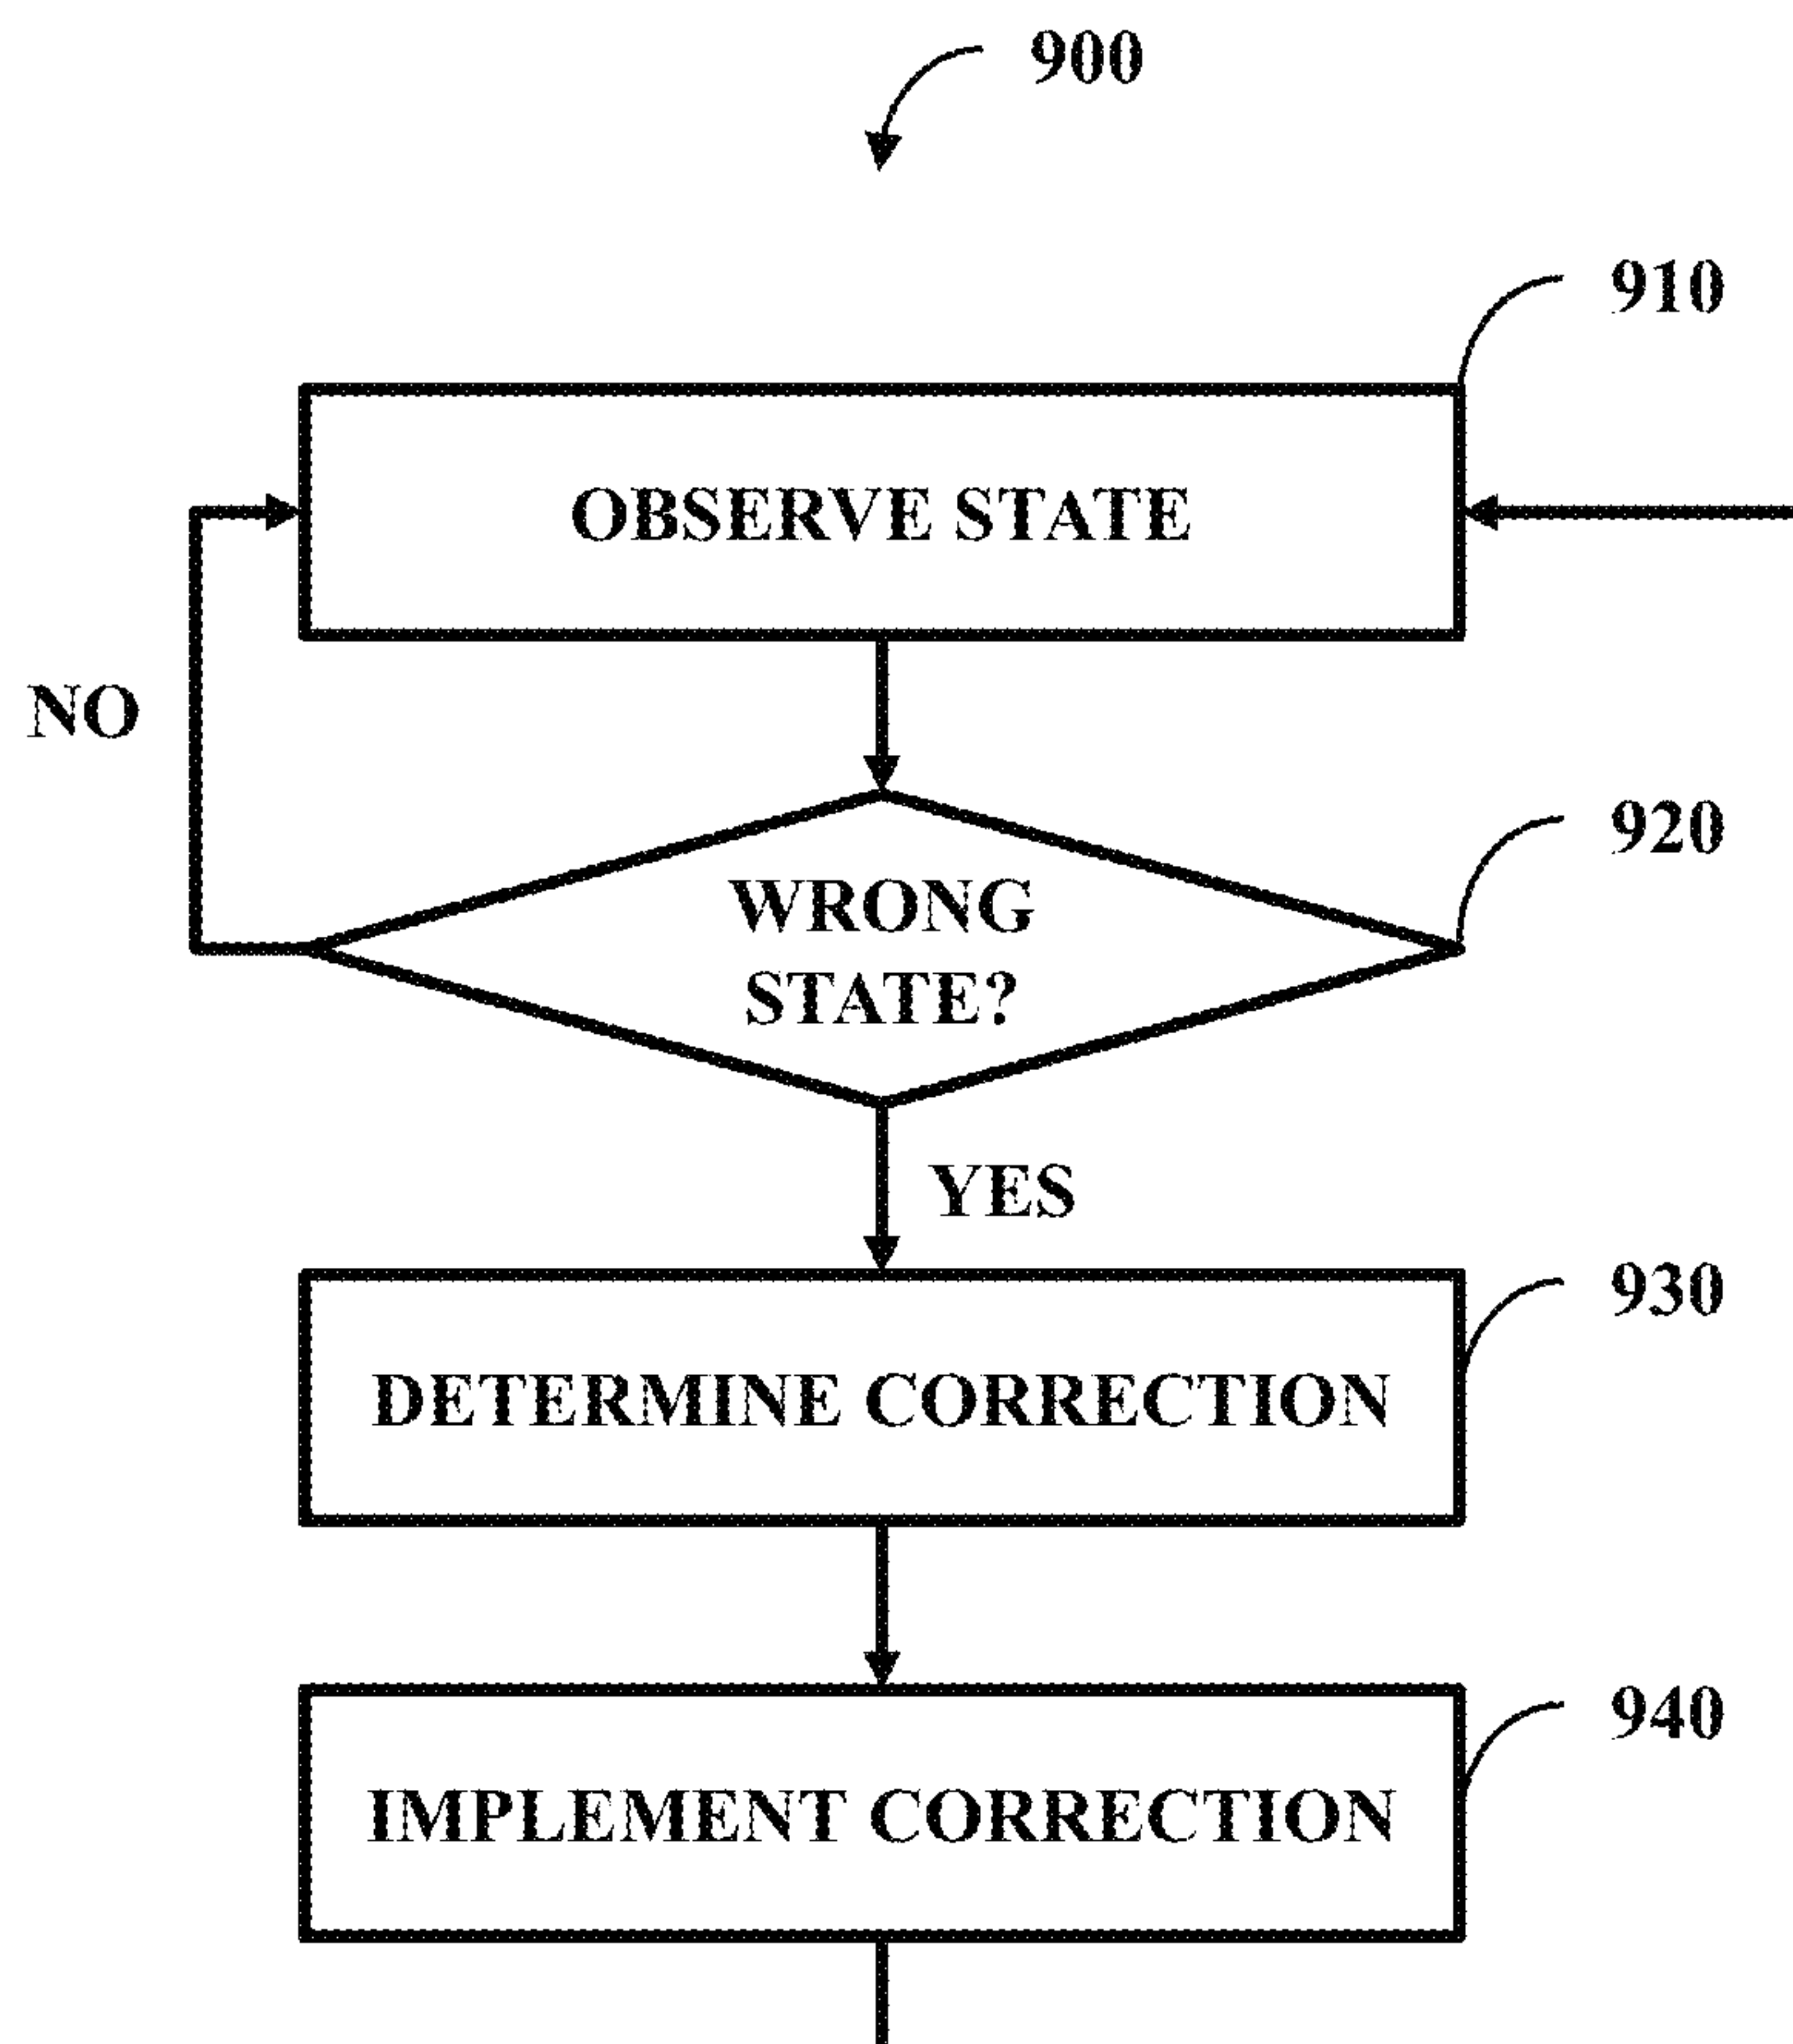 900
910
OBSERVE STATE
NO
920
WRONG
STATE?
YES
930
DETERMINE CORRECTION
940
IMPLEMENT CORRECTION